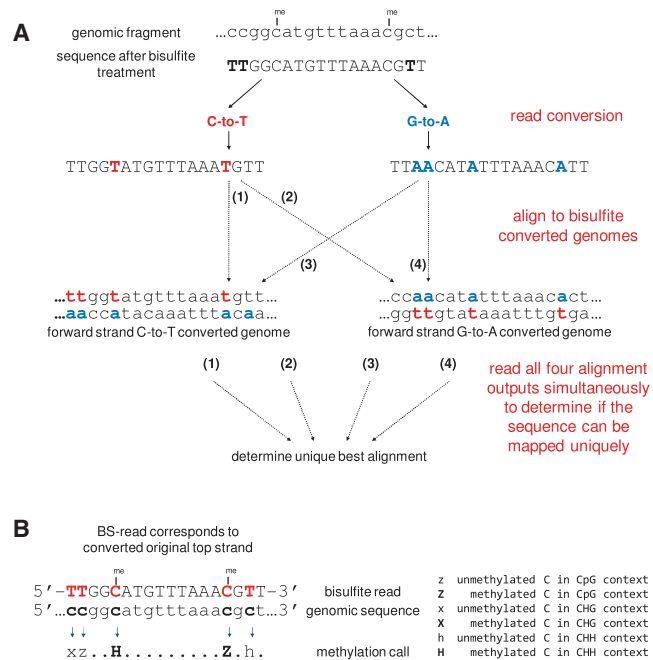 A
genomic fragment
me
me
…ccggcatgtttaaacgct…
sequence after bisulfite
treatment
TTGGCATGTTTAAACGTT
C-to-T
G-to-A
read conversion
TTGGTATGTTTAAATGTT
TTAACATATTTAAACATT
(1)
(2)
(3)
(4)
align to bisulfite
converted genomes
…ttggtatgtttaaatgtt…
…aaccatacaaatttacaa…
forward strand C-to-T converted genome
…ccaacatatttaaacact…
…ggttgtataaatttgtga…
forward strand G-to-A converted genome
(1)
(2)
(3)
(4)
read all four alignment
outputs simultaneously
to determine if the
sequence can be
mapped uniquely
determine unique best alignment
B
BS-read corresponds to
converted original top strand
me
me
5’-TTGGCATGTTTAAACGTT-3’
bisulfite read
5’…ccggcatgtttaaacgct…3’
genomic sequence
xz..H.........Z.h.
methylation call
z unmethylated C in CpG context
Z methylated C in CpG context
x unmethylated C in CHG context
X methylated C in CHG context
h unmethylated C in CHH context
H methylated C in CHH context